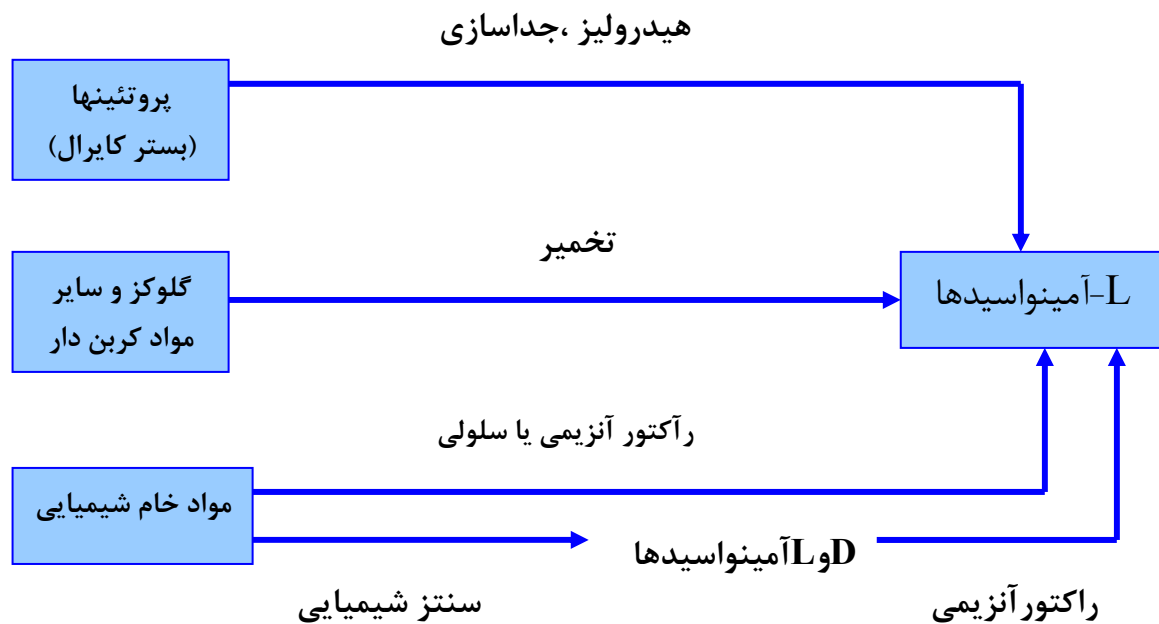 هیدرولیز ،جداسازی
پروتئینها
(بستر کایرال)
تخمیر
گلوکز و سایر
مواد کربن دار
L-آمینواسیدها
رآکتور آنزیمی یا سلولی
مواد خام شیمیایی
DوLآمینواسیدها
سنتز شیمیایی
راکتورآنزیمی